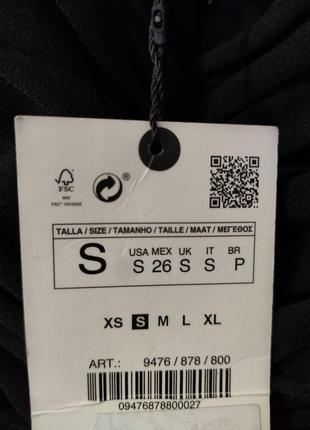 FSC
MIX
TALLA / SIZE / TAMANHO / TAILLE / MAAT / ΜΕΓΕΘΟΣ
S
USA MEX UK IT BR
S 26 S S P
XS S M L XL
ART.: 9476 / 878 / 800
09476878800027